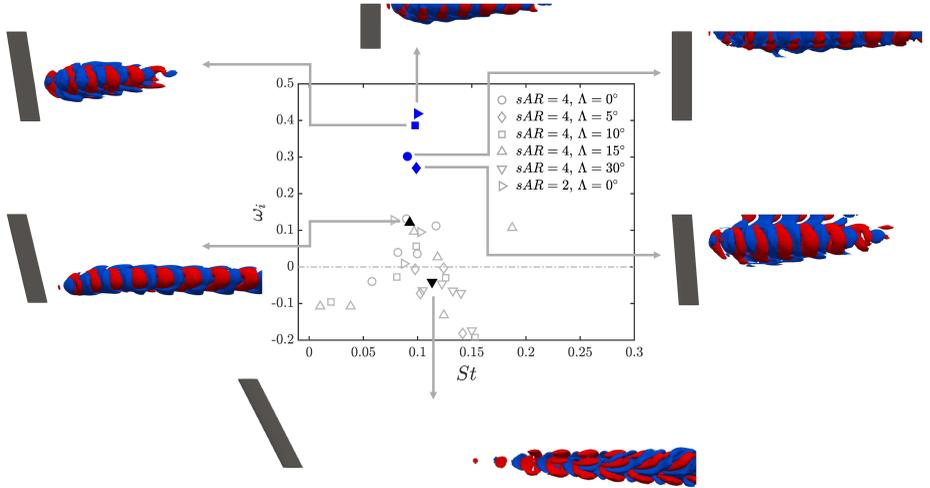 0.5
0.4
0.3
0.2
0.1
0
-0.1
-0.2
ω_i
sAR = 4, Λ = 0°
sAR = 4, Λ = 5°
sAR = 4, Λ = 10°
sAR = 4, Λ = 15°
sAR = 4, Λ = 30°
sAR = 2, Λ = 0°
0 0.05 0.1 0.15 0.2 0.25 0.3
St